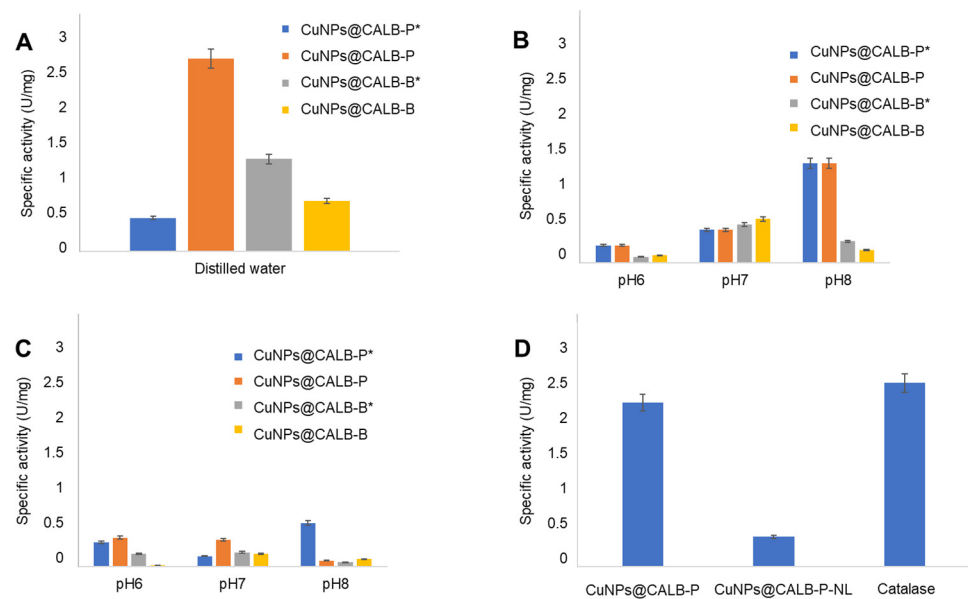 A
Specific activity (U/mg)
3
2.5
2
1.5
1
0.5
0
CuNPs@CALB-P*
CuNPs@CALB-P
CuNPs@CALB-B*
CuNPs@CALB-B
Distilled water
B
Specific activity (U/mg)
3
2.5
2
1.5
1
0.5
0
CuNPs@CALB-P*
CuNPs@CALB-P
CuNPs@CALB-B*
CuNPs@CALB-B
pH6 pH7 pH8
C
Specific activity (U/mg)
3
2.5
2
1.5
1
0.5
0
CuNPs@CALB-P*
CuNPs@CALB-P
CuNPs@CALB-B*
CuNPs@CALB-B
pH6 pH7 pH8
D
Specific activity (U/mg)
3
2.5
2
1.5
1
0.5
0
CuNPs@CALB-P CuNPs@CALB-P-NL Catalase